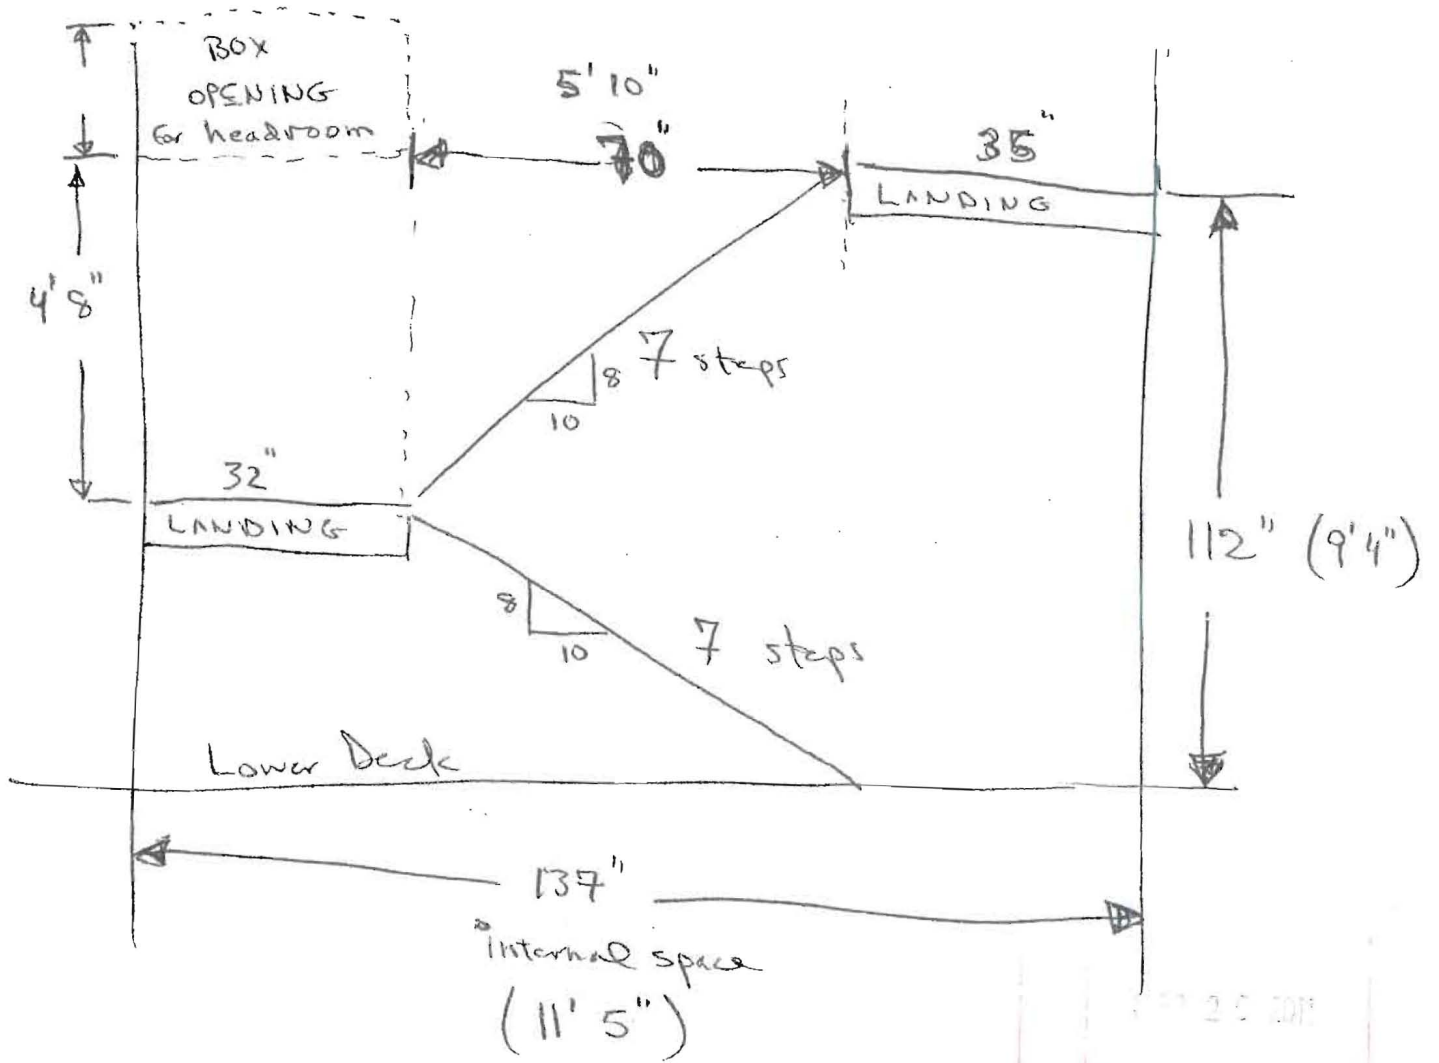 BOX
OPENING
for headroom
5' 10"
70"
35"
LANDING
4' 8"
7 steps
8
10
32"
LANDING
112" (9'4")
8
10
7 steps
Lower Deck
137"
internal space
(11' 5")